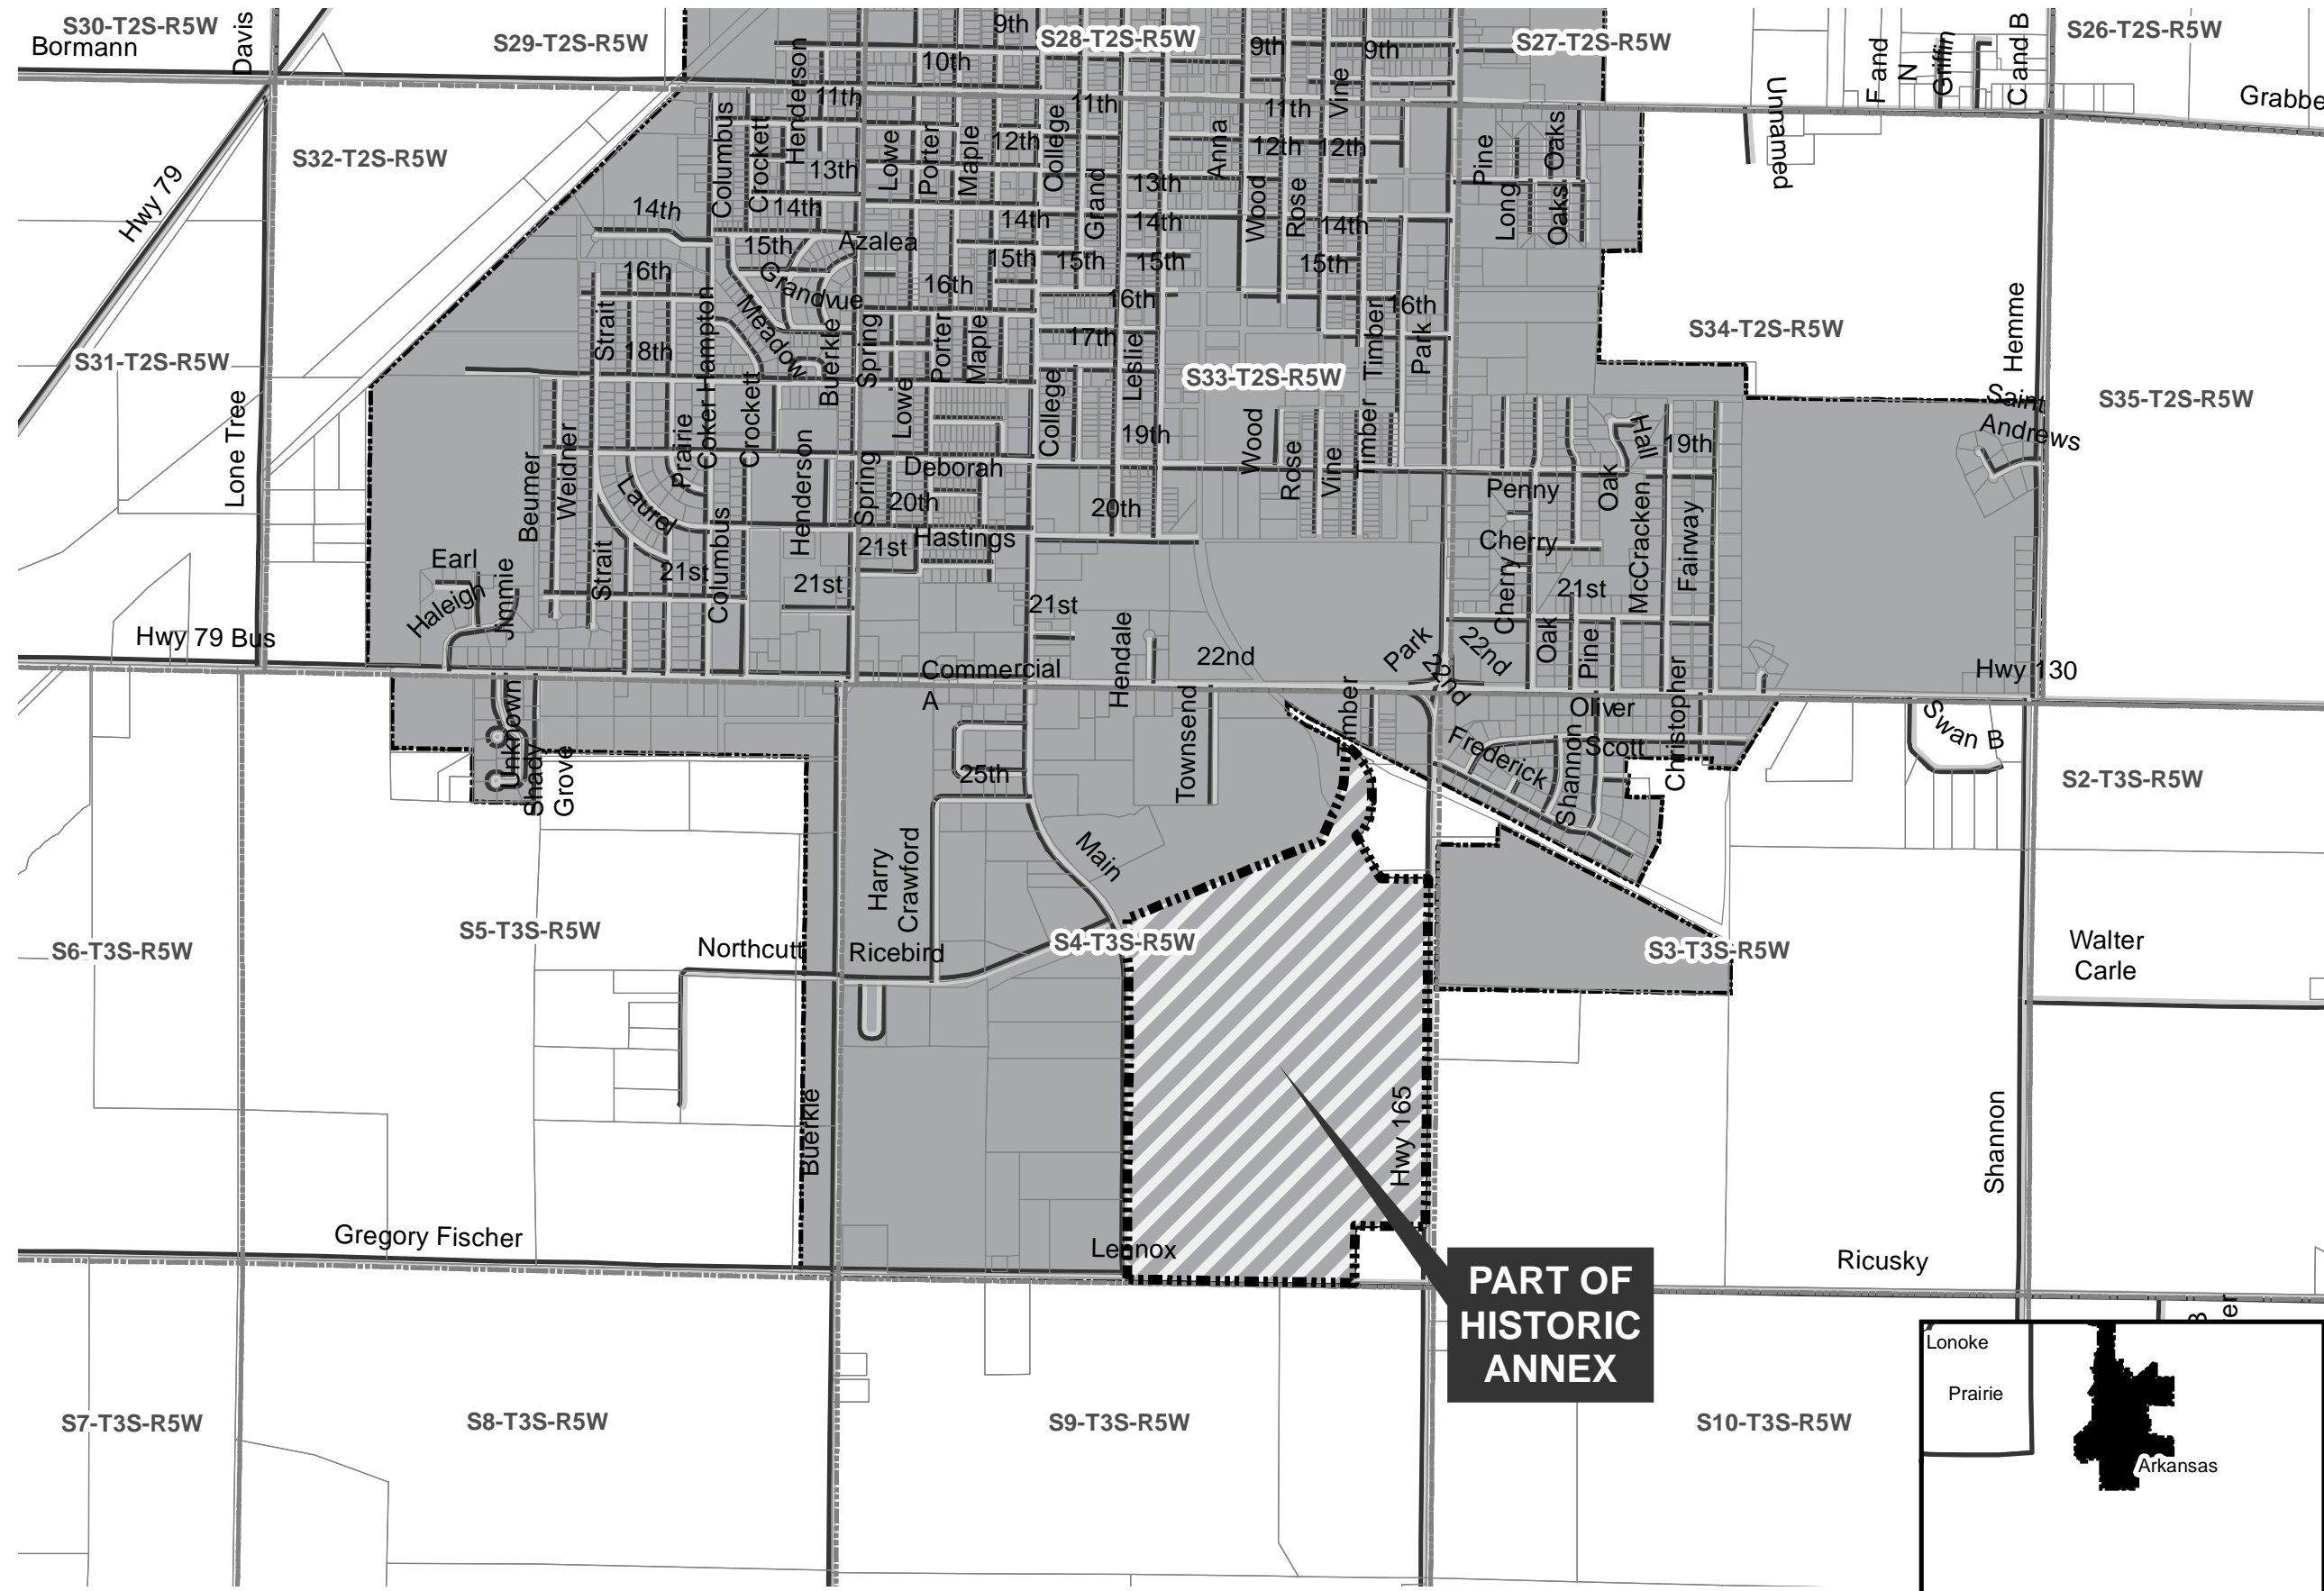 S30-T2S-R5W
Bormann
Davis
S29-T2S-R5W
9th
S28-T2S-R5W
9th
9th
S27-T2S-R5W
S26-T2S-R5W
F and
N
Griffin
C and B
Unnamed
Grabbe
10th
Henderson
11th
11th
11th
Vine
Hwy 79
S32-T2S-R5W
Columbus
Crockett
13th
Lowe
Porter
Maple
12th
College
Grand
13th
Anna
12th
12th
Wood
Rose
Pine
Oaks
Long
Oaks
14th
14th
14th
14th
14th
15th
Azalea
15th
15th
15th
15th
16th
Grandvue
16th
16th
16th
Hemme
S31-T2S-R5W
Strait
18th
Coker Hampton
Meadow
Buerkle
Spring
Porter
Maple
17th
Leslie
S33-T2S-R5W
Timber
Park
S34-T2S-R5W
S35-T2S-R5W
Saint
Andrews
Lone Tree
Beumer
Weidner
Prairie
Crockett
Lowe
College
19th
Wood
Timber
Hall
19th
Henderson
Spring
Deborah
Rose
Vine
Penny
Oak
Laurel
20th
20th
McCracken
Fairway
Columbus
21st
Hastings
Cherry
Earl
Haleigh
Jimmie
Strait
21st
21st
21st
Cherry
21st
Hwy 79 Bus
Hendale
22nd
Park
22nd
22nd
Oak
Pine
Commercial
A
Hwy 130
Unknown
Shady
Grove
Townsend
Timber
Oliver
Christopher
Swan B
Frederick
Shannon
Scott
25th
S2-T3S-R5W
Main
Harry
Crawford
S6-T3S-R5W
S5-T3S-R5W
Northcutt
Ricebird
S4-T3S-R5W
S3-T3S-R5W
Walter
Carle
Buerkle
Hwy 165
Shannon
Gregory Fischer
Lennox
Ricusky
PART OF
HISTORIC
ANNEX
B
er
Lonoke
Prairie
Arkansas
S7-T3S-R5W
S8-T3S-R5W
S9-T3S-R5W
S10-T3S-R5W